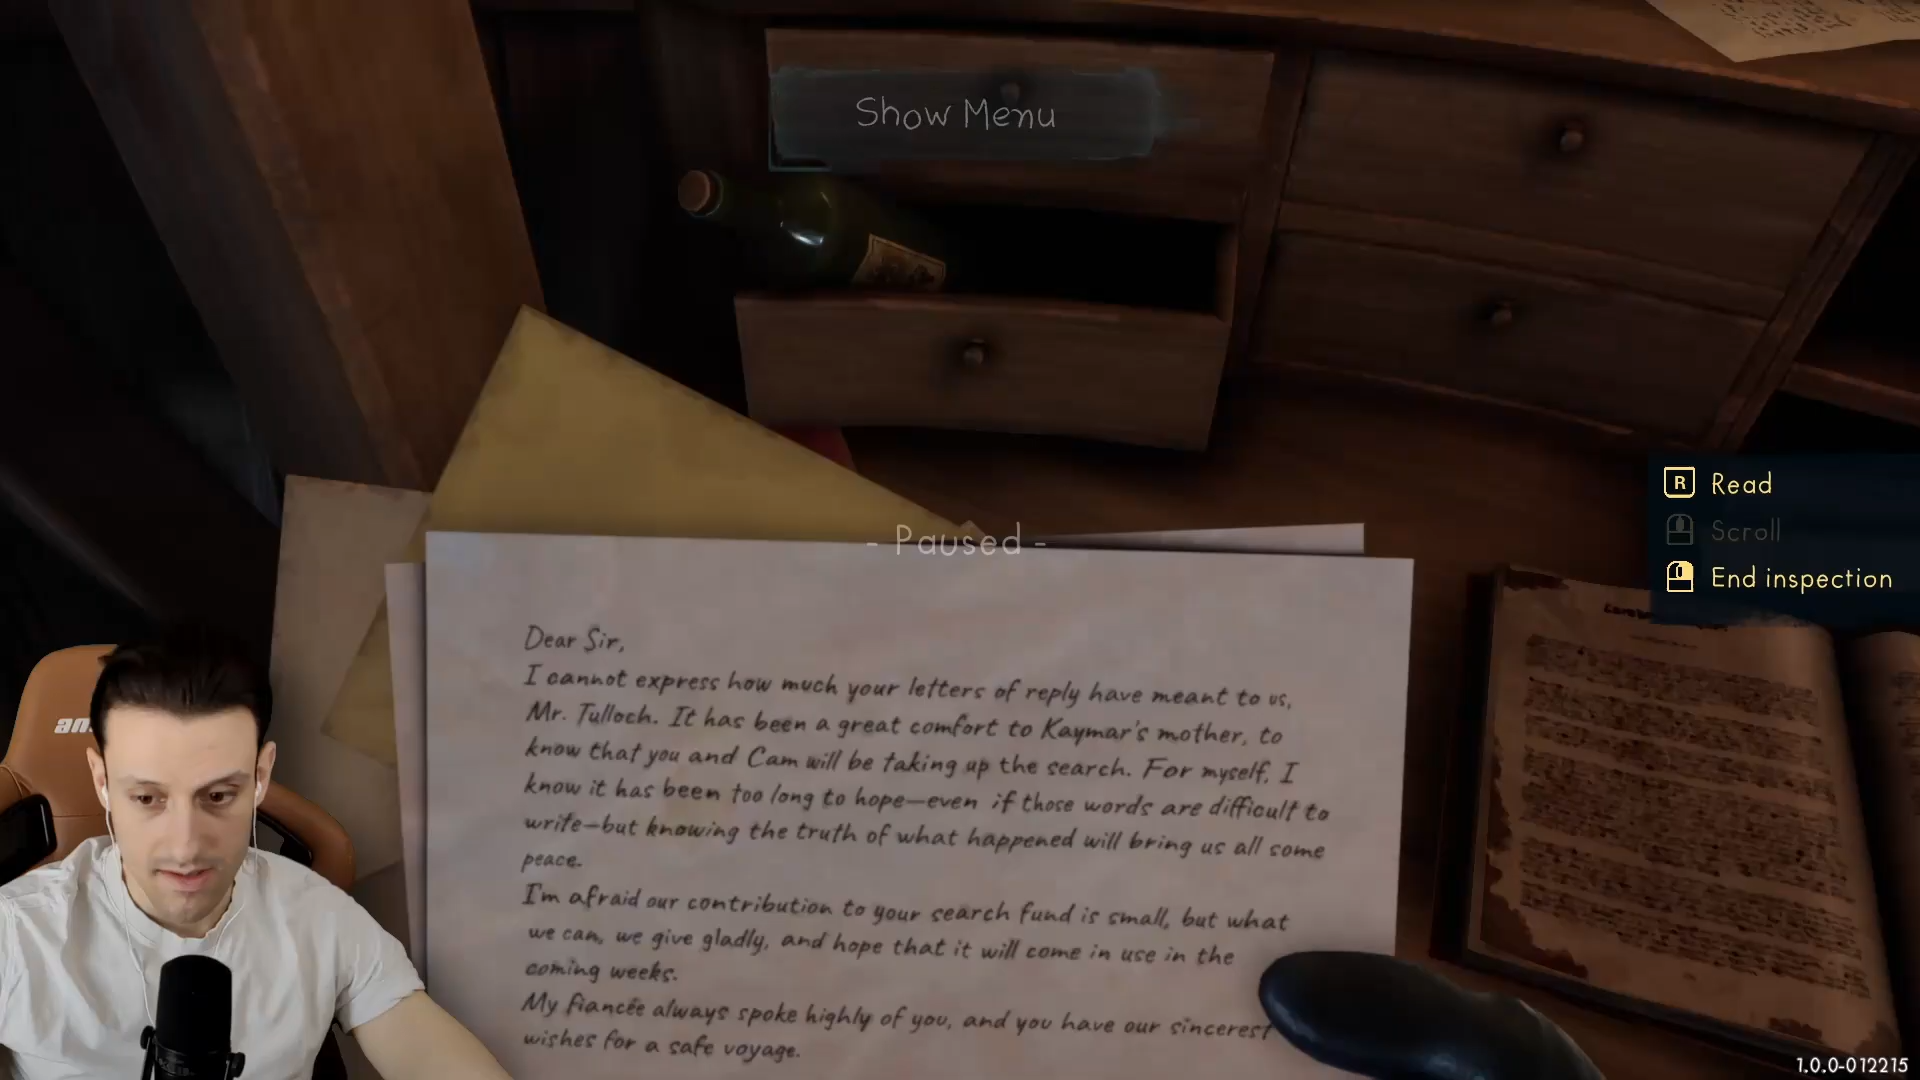 Show Menu
R Read
Scroll
- Paused -
End inspection
Dear Sir,
I cannot express how much your letters of reply have meant to us,
Mr. Tulloch. It has been a great comfort to Kaymar's mother, to
know that you and Cam will be taking up the search. For myself, I
know it has been too long to hope—even if those words are difficult to
write—but knowing the truth of what happened will bring us all some
peace.
I'm afraid our contribution to your search fund is small, but what
we can, we give gladly, and hope that it will come in use in the
coming weeks.
My fiancée always spoke highly of you, and you have our sincerest
wishes for a safe voyage.
an
1.0.0-012215